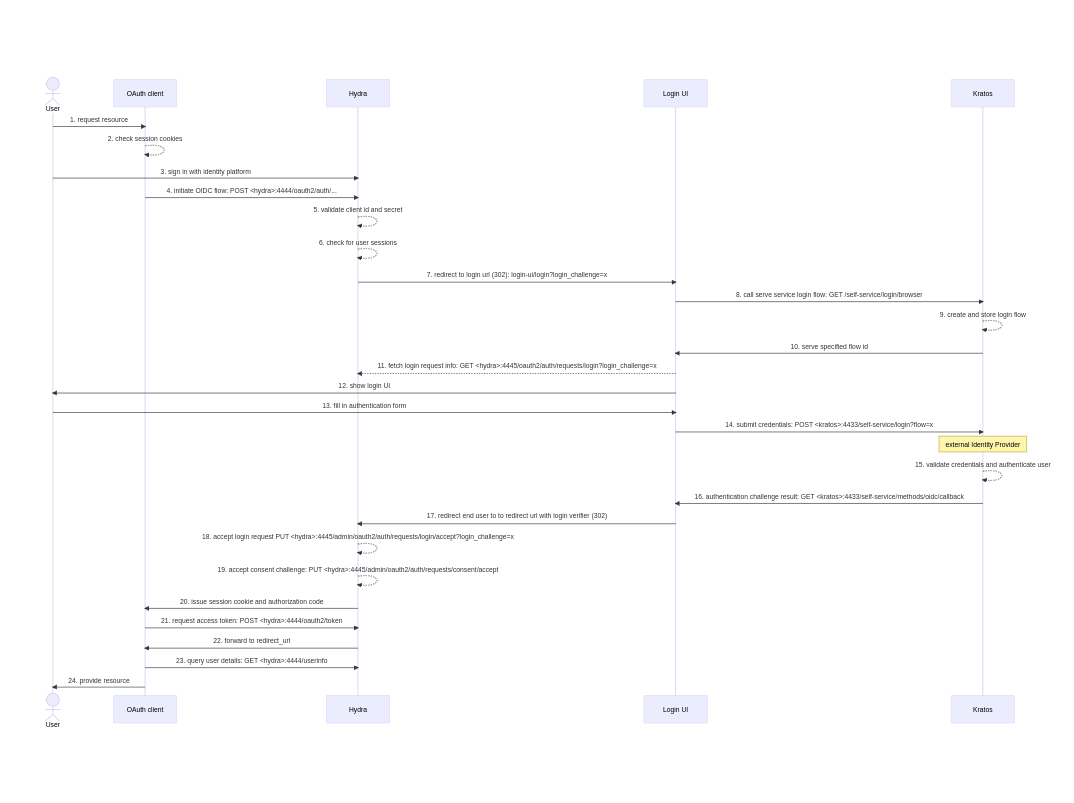 User
OAuth client
Hydra
Login UI
Kratos
1. request resource
2. check session cookies
3. sign in with identity platform
4. initiate OIDC flow: POST <hydra>:4444/oauth2/auth/...
5. validate client id and secret
6. check for user sessions
7. redirect to login url (302): login-ui/login?login_challenge=x
8. call serve service login flow: GET /self-service/login/browser
9. create and store login flow
10. serve specified flow id
11. fetch login request info: GET <hydra>:4445/oauth2/auth/requests/login?login_challenge=x
12. show login UI
13. fill in authentication form
14. submit credentials: POST <kratos>:4433/self-service/login?flow=x
external Identity Provider
15. validate credentials and authenticate user
16. authentication challenge result: GET <kratos>:4433/self-service/methods/oidc/callback
17. redirect end user to to redirect url with login verifier (302)
18. accept login request PUT <hydra>:4445/admin/oauth2/auth/requests/login/accept?login_challenge=x
19. accept consent challenge: PUT <hydra>:4445/admin/oauth2/auth/requests/consent/accept
20. issue session cookie and authorization code
21. request access token: POST <hydra>:4444/oauth2/token
22. forward to redirect_url
23. query user details: GET <hydra>:4444/userinfo
24. provide resource
User
OAuth client
Hydra
Login UI
Kratos